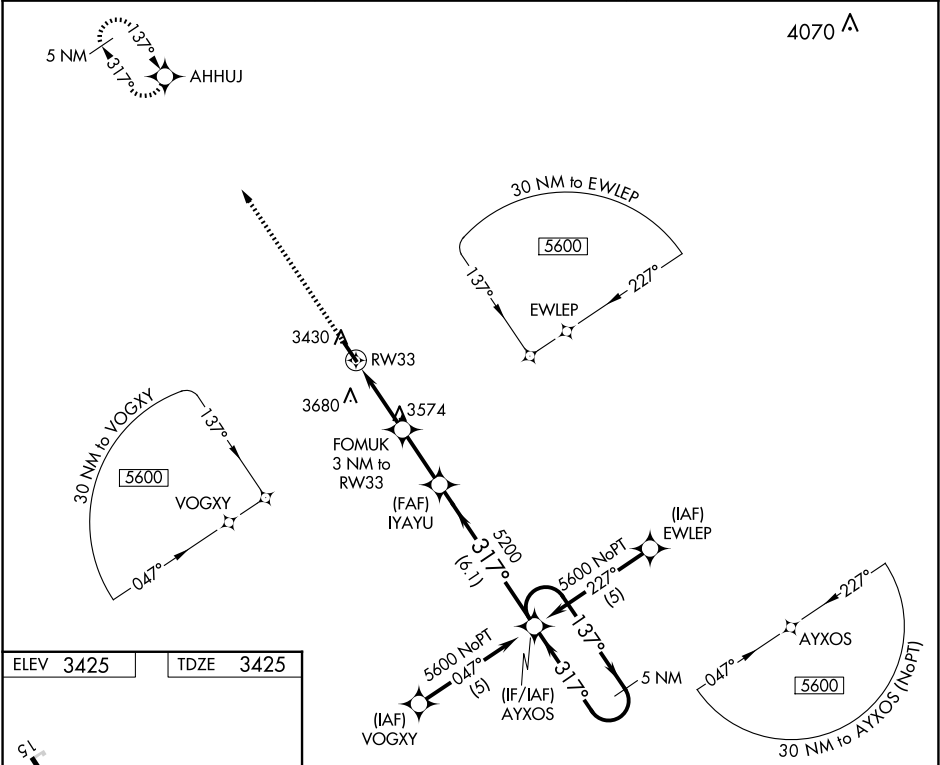 4070
5 NM
137°
317°
AHHUJ
30 NM to EWLEP
5600
137°
227°
EWLEP
3430
RW33
3680
3574
FOMUK
3 NM to
RW33
30 NM to VOGXY
137°
5600
VOGXY
047°
(FAF)
IYAYU
5200
317°
(6.1)
(IAF)
EWLEP
5600 NoPT
227°
(5)
137°
317°
5 NM
5600 NoPT
047°
(5)
(IF/IAF)
AYXOS
(IAF)
VOGXY
227°
AYXOS
047°
5600
30 NM to AYXOS (NoPT)
ELEV 3425
TDZE 3425
15